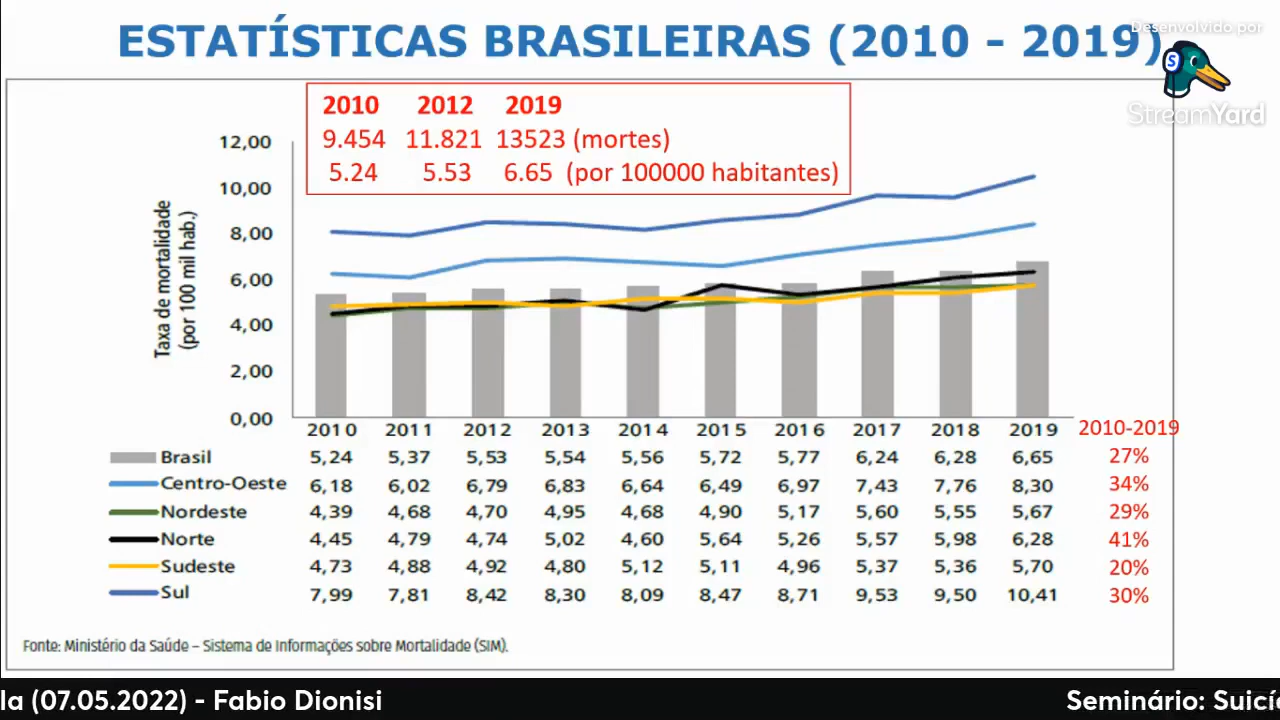 ESTATÍSTICAS BRASILEIRAS (2010 - 2019)
Desenvolvido por
S
StreamYard
2010 2012 2019
9.454 11.821 13523 (mortes)
5.24 5.53 6.65 (por 100000 habitantes)
Taxa de mortalidade
(por 100 mil hab.)
12,00
10,00
8,00
6,00
4,00
2,00
0,00
2010 2011 2012 2013 2014 2015 2016 2017 2018 2019 2010-2019
Brasil 5,24 5,37 5,53 5,54 5,56 5,72 5,77 6,24 6,28 6,65 27%
Centro-Oeste 6,18 6,02 6,79 6,83 6,64 6,49 6,97 7,43 7,76 8,30 34%
Nordeste 4,39 4,68 4,70 4,95 4,68 4,90 5,17 5,60 5,55 5,67 29%
Norte 4,45 4,79 4,74 5,02 4,60 5,64 5,26 5,57 5,98 6,28 41%
Sudeste 4,73 4,88 4,92 4,80 5,12 5,11 4,96 5,37 5,36 5,70 20%
Sul 7,99 7,81 8,42 8,30 8,09 8,47 8,71 9,53 9,50 10,41 30%
Fonte: Ministério da Saúde – Sistema de Informações sobre Mortalidade (SIM).
la (07.05.2022) - Fabio Dionisi
Seminário: Suicí